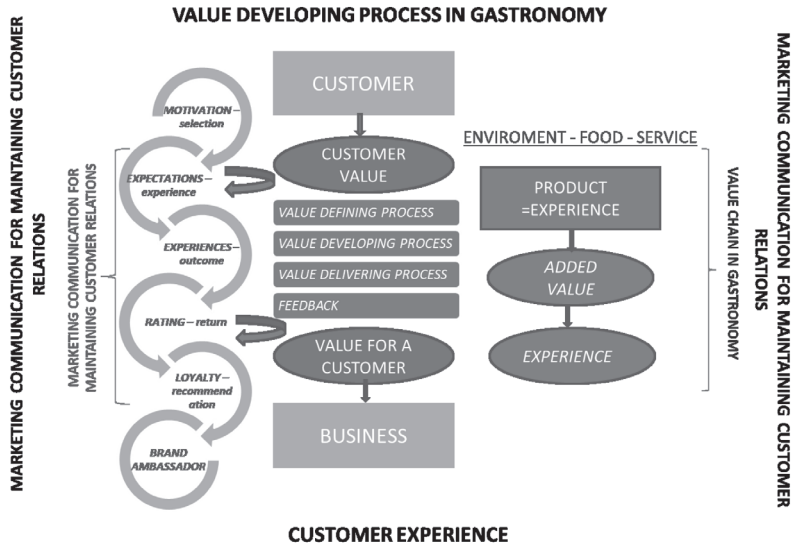 VALUE DEVELOPING PROCESS IN GASTRONOMY
MARKETING COMMUNICATION FOR MAINTAINING CUSTOMER
RELATIONS
MARKETING COMMUNICATION FOR
MAINTAINING CUSTOMER RELATIONS
MOTIVATION –
selection
EXPECTATIONS –
experience
EXPERIENCES–
outcome
RATING – return
LOYALTY –
recommend
ation
BRAND
AMBASSADOR
CUSTOMER
CUSTOMER
VALUE
VALUE DEFINING PROCESS
VALUE DEVELOPING PROCESS
VALUE DELIVERING PROCESS
FEEDBACK
VALUE FOR A
CUSTOMER
BUSINESS
ENVIROMENT - FOOD - SERVICE
PRODUCT
=EXPERIENCE
ADDED
VALUE
EXPERIENCE
VALUE CHAIN IN GASTRONOMY
MARKETING COMMUNICATION FOR MAINTAINING CUSTOMER
RELATIONS
CUSTOMER EXPERIENCE